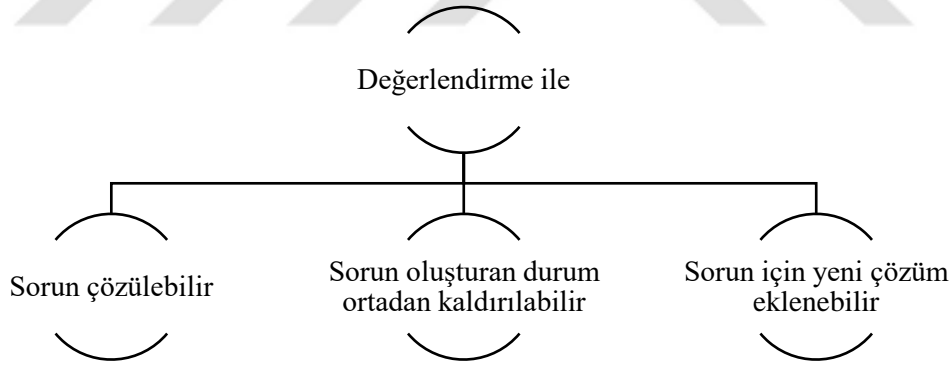 Değerlendirme ile
Sorun çözülebilir
Sorun oluşturan durum
ortadan kaldırılabilir
Sorun için yeni çözüm
eklenebilir